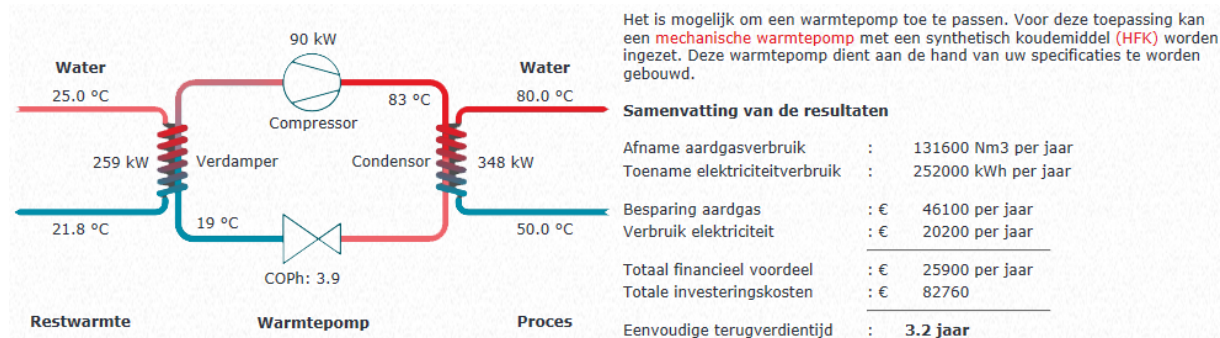 90 kW
Water
Water
25.0 °C
83 °C
80.0 °C
Compressor
259 kW
Verdamper
Condensor
348 kW
21.8 °C
19 °C
50.0 °C
COPh: 3.9
Restwarmte
Warmtepomp
Proces
Het is mogelijk om een warmtepomp toe te passen. Voor deze toepassing kan
een mechanische warmtepomp met een synthetisch koudemiddel (HFK) worden
ingezet. Deze warmtepomp dient aan de hand van uw specificaties te worden
gebouwd.
Samenvatting van de resultaten
Afname aardgasverbruik : 131600 Nm3 per jaar
Toename elektriciteitverbruik : 252000 kWh per jaar
Besparing aardgas : € 46100 per jaar
Verbruik elektriciteit : € 20200 per jaar
Totaal financieel voordeel : € 25900 per jaar
Totale investeringskosten : € 82760
Eenvoudige terugverdientijd : 3.2 jaar